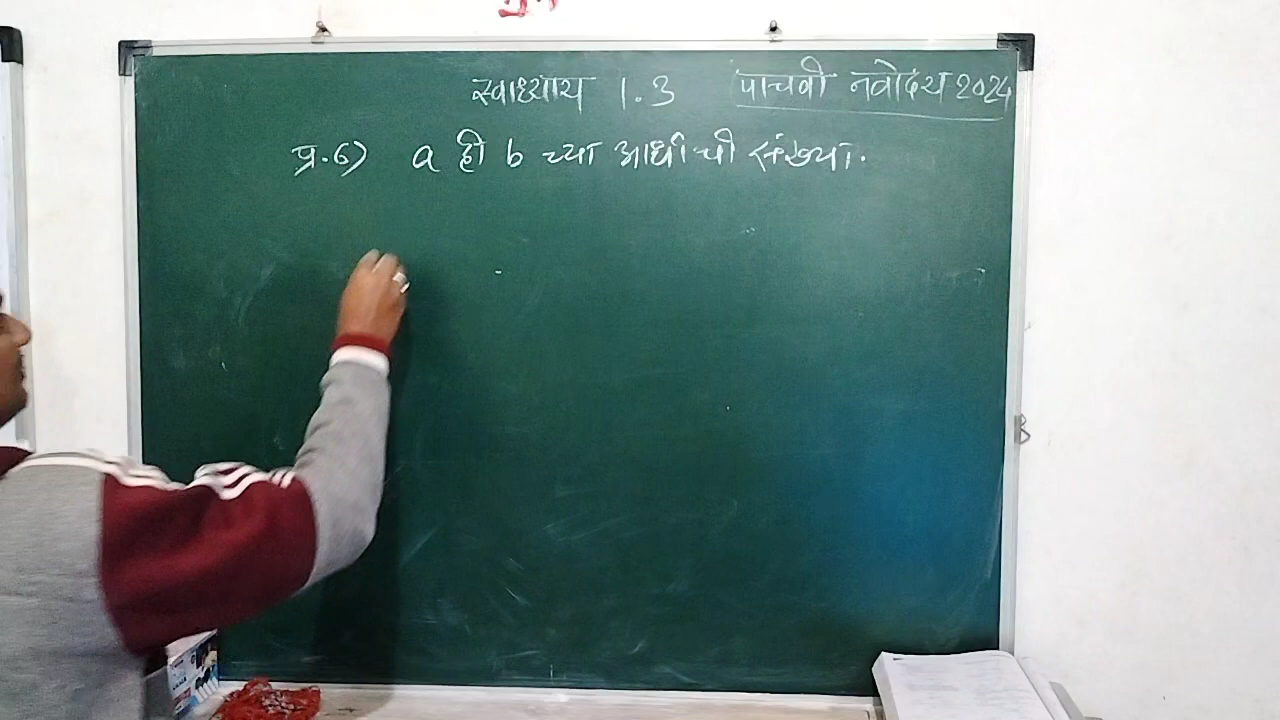 स्वाध्याय 1.3 पाचवी नवोदय 2024
प्र.6) a ही b च्या आधीची संख्या.